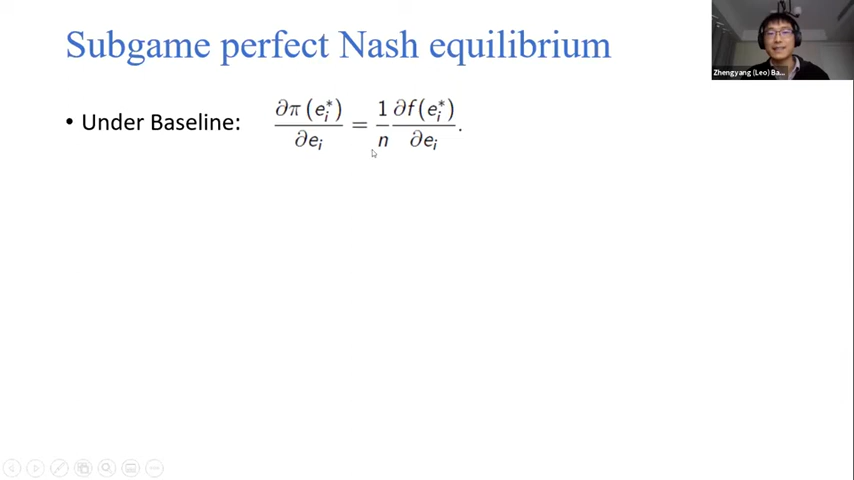 Subgame perfect Nash equilibrium
Zhengyang (Leo) Ba...
• Under Baseline: ∂π(e_i^*)/∂e_i = 1/n ∂f(e_i^*)/∂e_i.